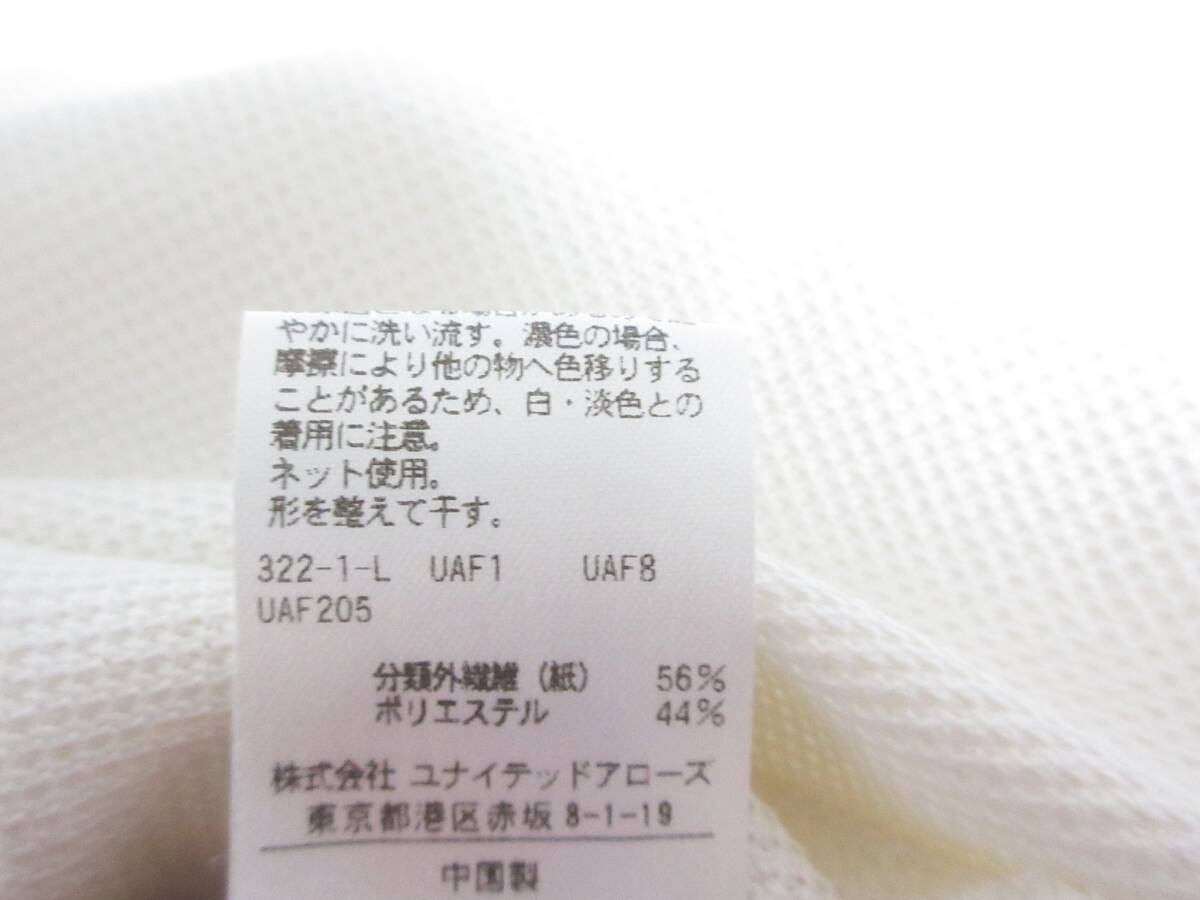 やかに洗い流す。濃色の場合、
摩擦により他の物へ色移りする
ことがあるため、白・淡色との
着用に注意。
ネット使用。
形を整えて干す。
322-1-L UAF1 UAF8
UAF205
分類外繊維（紙） 56%
ポリエステル 44%
株式会社 ユナイテッドアローズ
東京都港区赤坂 8-1-19
中国製